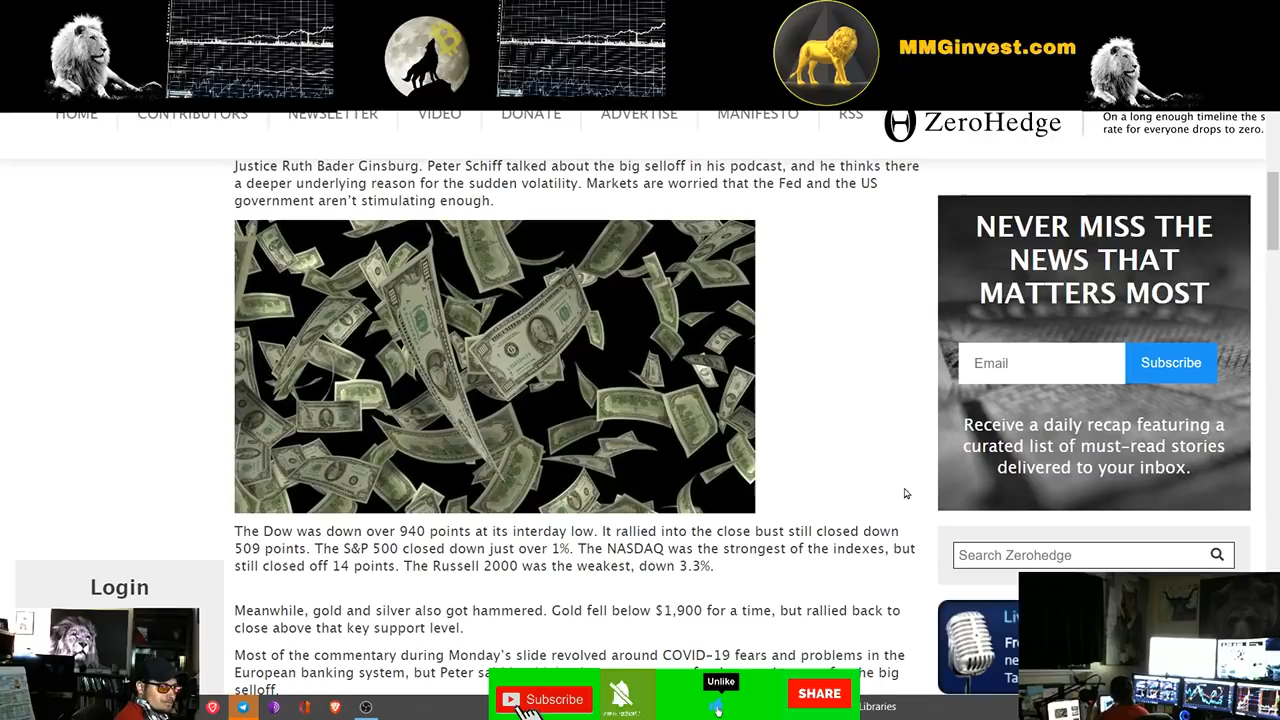 MMGinvest.com
HOME
CONTRIBUTORS
NEWSLETTER
VIDEO
DONATE
ADVERTISE
MANIFESTO
RSS
ZeroHedge
On a long enough timeline the s
rate for everyone drops to zero.
Justice Ruth Bader Ginsburg. Peter Schiff talked about the big selloff in his podcast, and he thinks there
a deeper underlying reason for the sudden volatility. Markets are worried that the Fed and the US
government aren't stimulating enough.
NEVER MISS THE
NEWS THAT
MATTERS MOST
Email
Subscribe
Receive a daily recap featuring a
curated list of must-read stories
delivered to your inbox.
The Dow was down over 940 points at its interday low. It rallied into the close bust still closed down
509 points. The S&P 500 closed down just over 1%. The NASDAQ was the strongest of the indexes, but
still closed off 14 points. The Russell 2000 was the weakest, down 3.3%.
Search Zerohedge
Login
Meanwhile, gold and silver also got hammered. Gold fell below $1,900 for a time, but rallied back to
close above that key support level.
Most of the commentary during Monday's slide revolved around COVID-19 fears and problems in the
European banking system, but Peter sa
he big
selloff.
Subscribe
Unlike
SHARE
Libraries